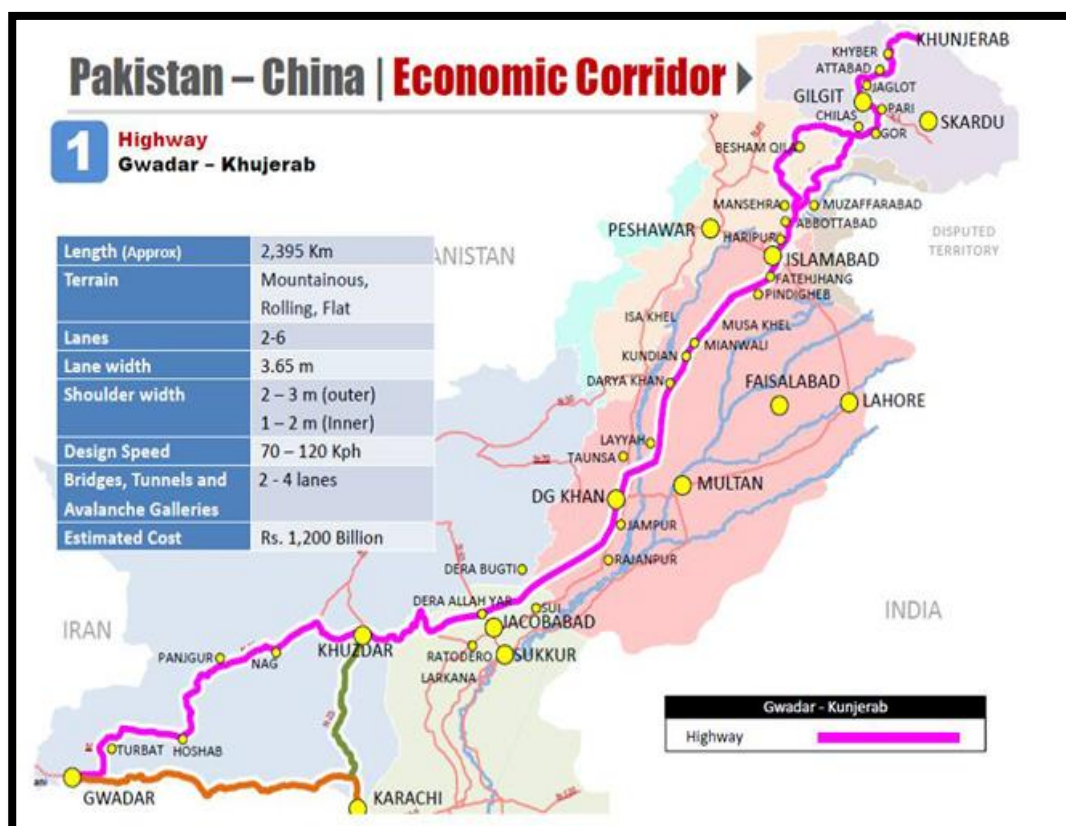 Pakistan – China | Economic Corridor
1
Highway
Gwadar – Khujerab
Length (Approx) 2,395 Km
Terrain Mountainous,
Rolling, Flat
Lanes 2-6
Lane width 3.65 m
Shoulder width 2 – 3 m (outer)
1 – 2 m (Inner)
Design Speed 70 – 120 Kph
Bridges, Tunnels and 2 - 4 lanes
Avalanche Galleries
Estimated Cost Rs. 1,200 Billion
KHUNJERAB
KHYBER
ATTABAD
JAGLOT
GILGIT
PARI
CHILAS
SKARDU
GOR
BESHAM QILA
MANSEHRA
MUZAFFARABAD
ABBOTTABAD
PESHAWAR
HARIPUR
DISPUTED
TERRITORY
ANISTAN
ISLAMABAD
FATEHJHANG
PINDIGHEB
ISA KHEL
MUSA KHEL
MIANWALI
KUNDIAN
DARYA KHAN
FAISALABAD
LAHORE
LAYYAH
TAUNSA
MULTAN
DG KHAN
JAMPUR
RAJANPUR
DERA BUGTI
DERA ALLAH YAR
SUI
JACOBABAD
INDIA
IRAN
KHUZDAR
RATODERO
SUKKUR
PANJGUR
NAG
LARKANA
N-25
TURBAT
HOSHAB
ani
GWADAR
KARACHI
Gwadar - Kunjerab
Highway